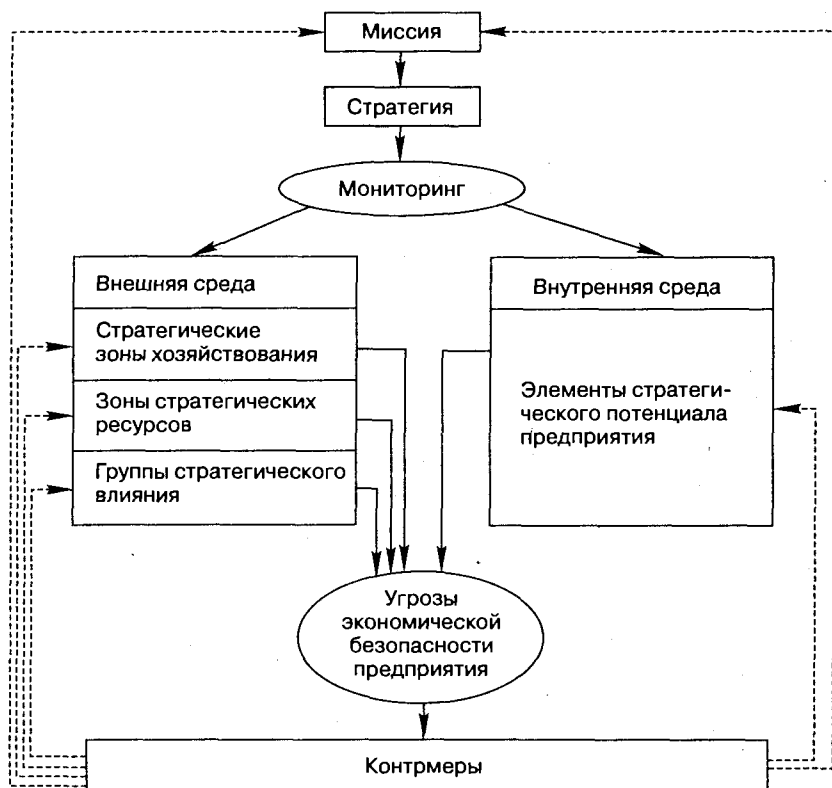 Миссия
Стратегия
Мониторинг
Внешняя среда
Стратегические
зоны хозяйствования
Зоны стратегических
ресурсов
Группы стратегического
влияния
Внутренняя среда
Элементы стратеги-
ческого потенциала
предприятия
Угрозы
экономической
безопасности
предприятия
Контрмеры